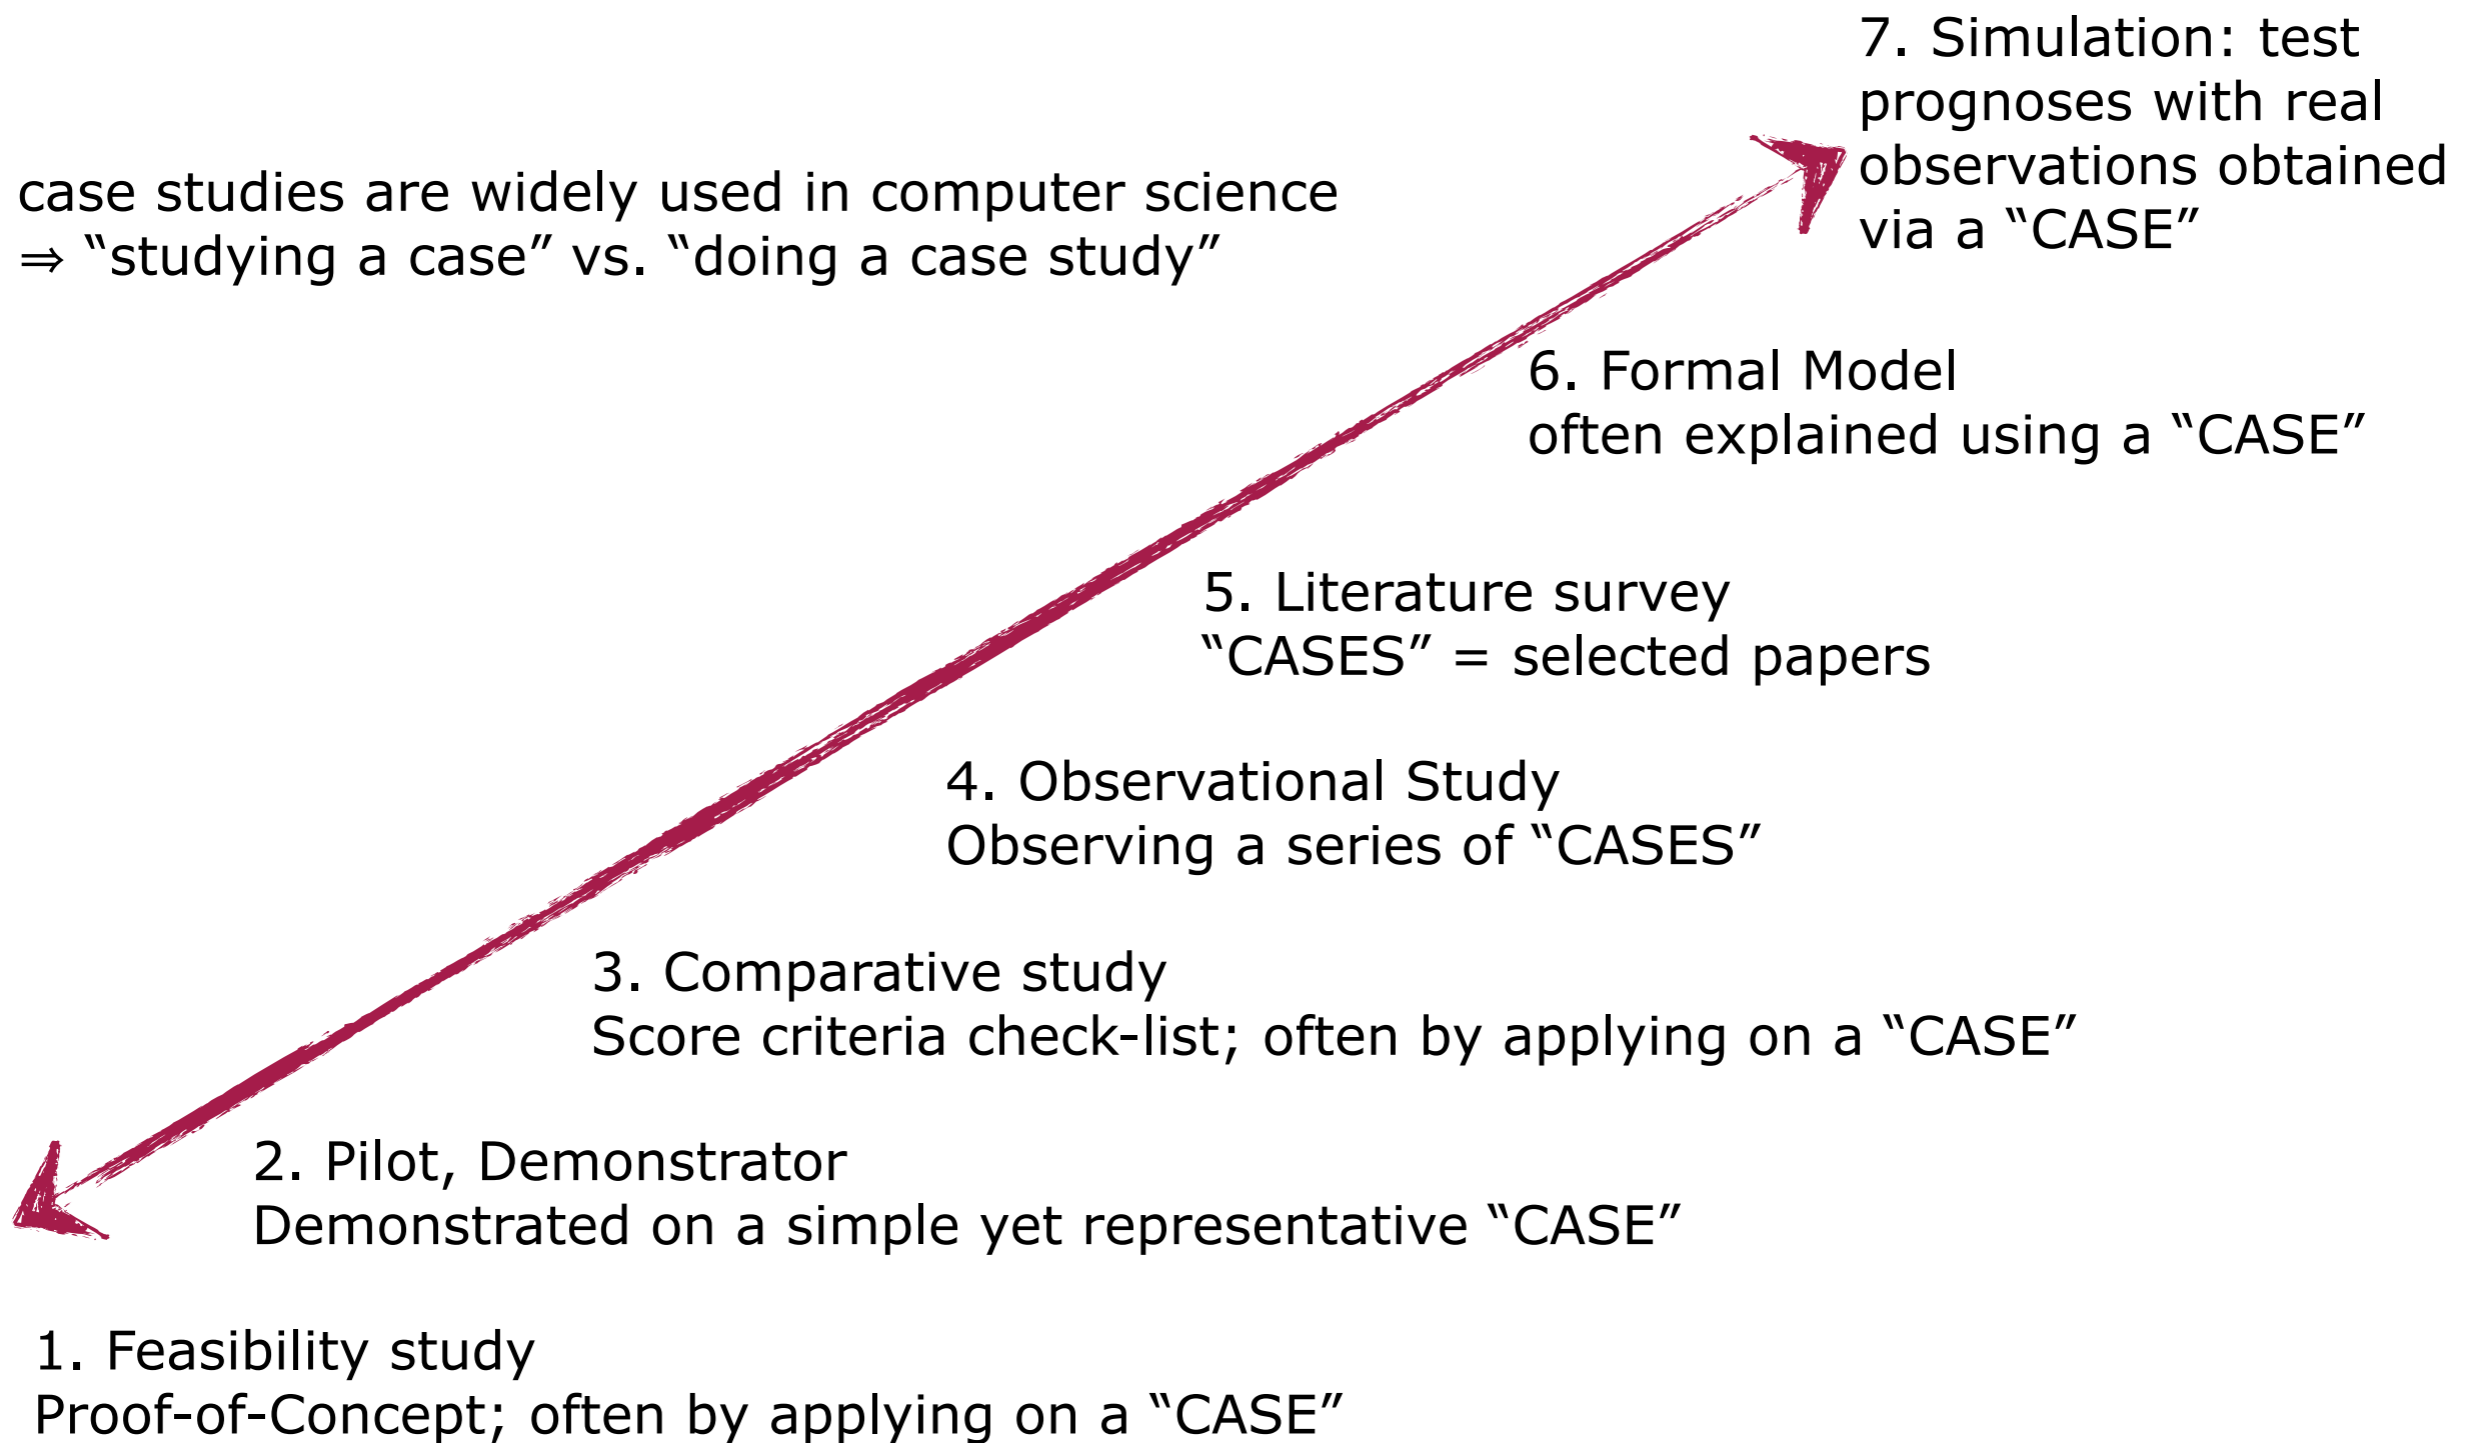 case studies are widely used in computer science
⇒ “studying a case” vs. “doing a case study”
7. Simulation: test
prognoses with real
observations obtained
via a “CASE”
6. Formal Model
often explained using a “CASE”
5. Literature survey
“CASES” = selected papers
4. Observational Study
Observing a series of “CASES”
3. Comparative study
Score criteria check-list; often by applying on a “CASE”
2. Pilot, Demonstrator
Demonstrated on a simple yet representative “CASE”
1. Feasibility study
Proof-of-Concept; often by applying on a “CASE”